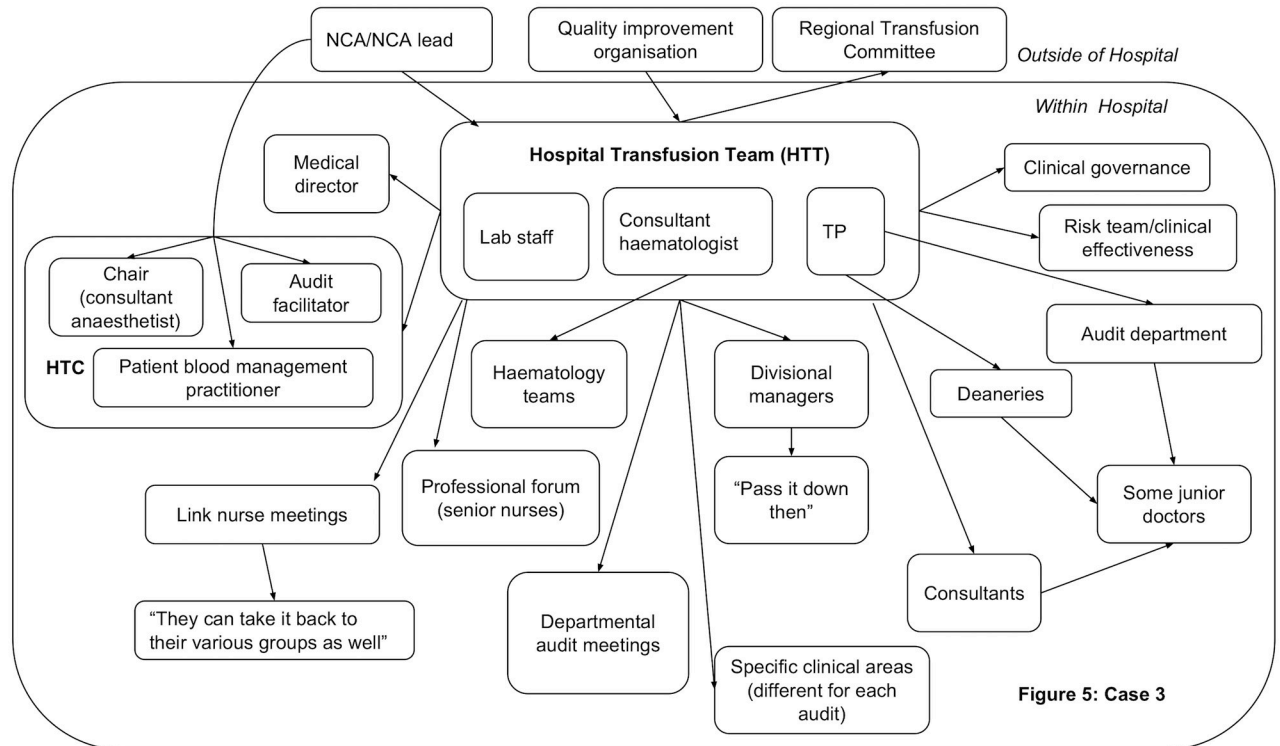 NCA/NCA lead
Quality improvement
organisation
Regional Transfusion
Committee
Outside of Hospital
Within Hospital
Medical
director
Hospital Transfusion Team (HTT)
Lab staff
Consultant
haematologist
TP
Clinical governance
Risk team/clinical
effectiveness
Chair
(consultant
anaesthetist)
Audit
facilitator
HTC
Patient blood management
practitioner
Haematology
teams
Divisional
managers
Deaneries
Audit department
Link nurse meetings
Professional forum
(senior nurses)
“Pass it down
then”
Some junior
doctors
“They can take it back to
their various groups as well”
Departmental
audit meetings
Consultants
Specific clinical areas
(different for each
audit)
Figure 5: Case 3